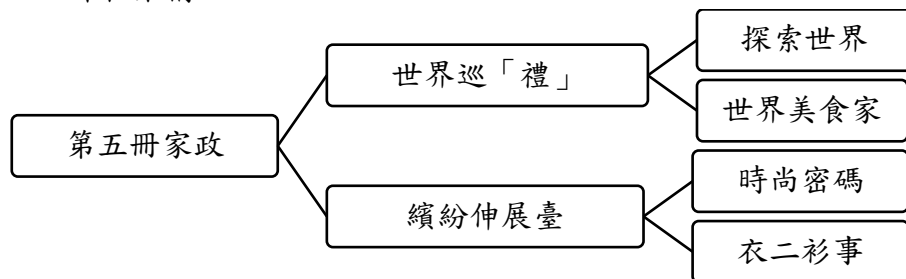 第五冊家政
世界巡「禮」
探索世界
世界美食家
繽紛伸展臺
時尚密碼
衣二衫事